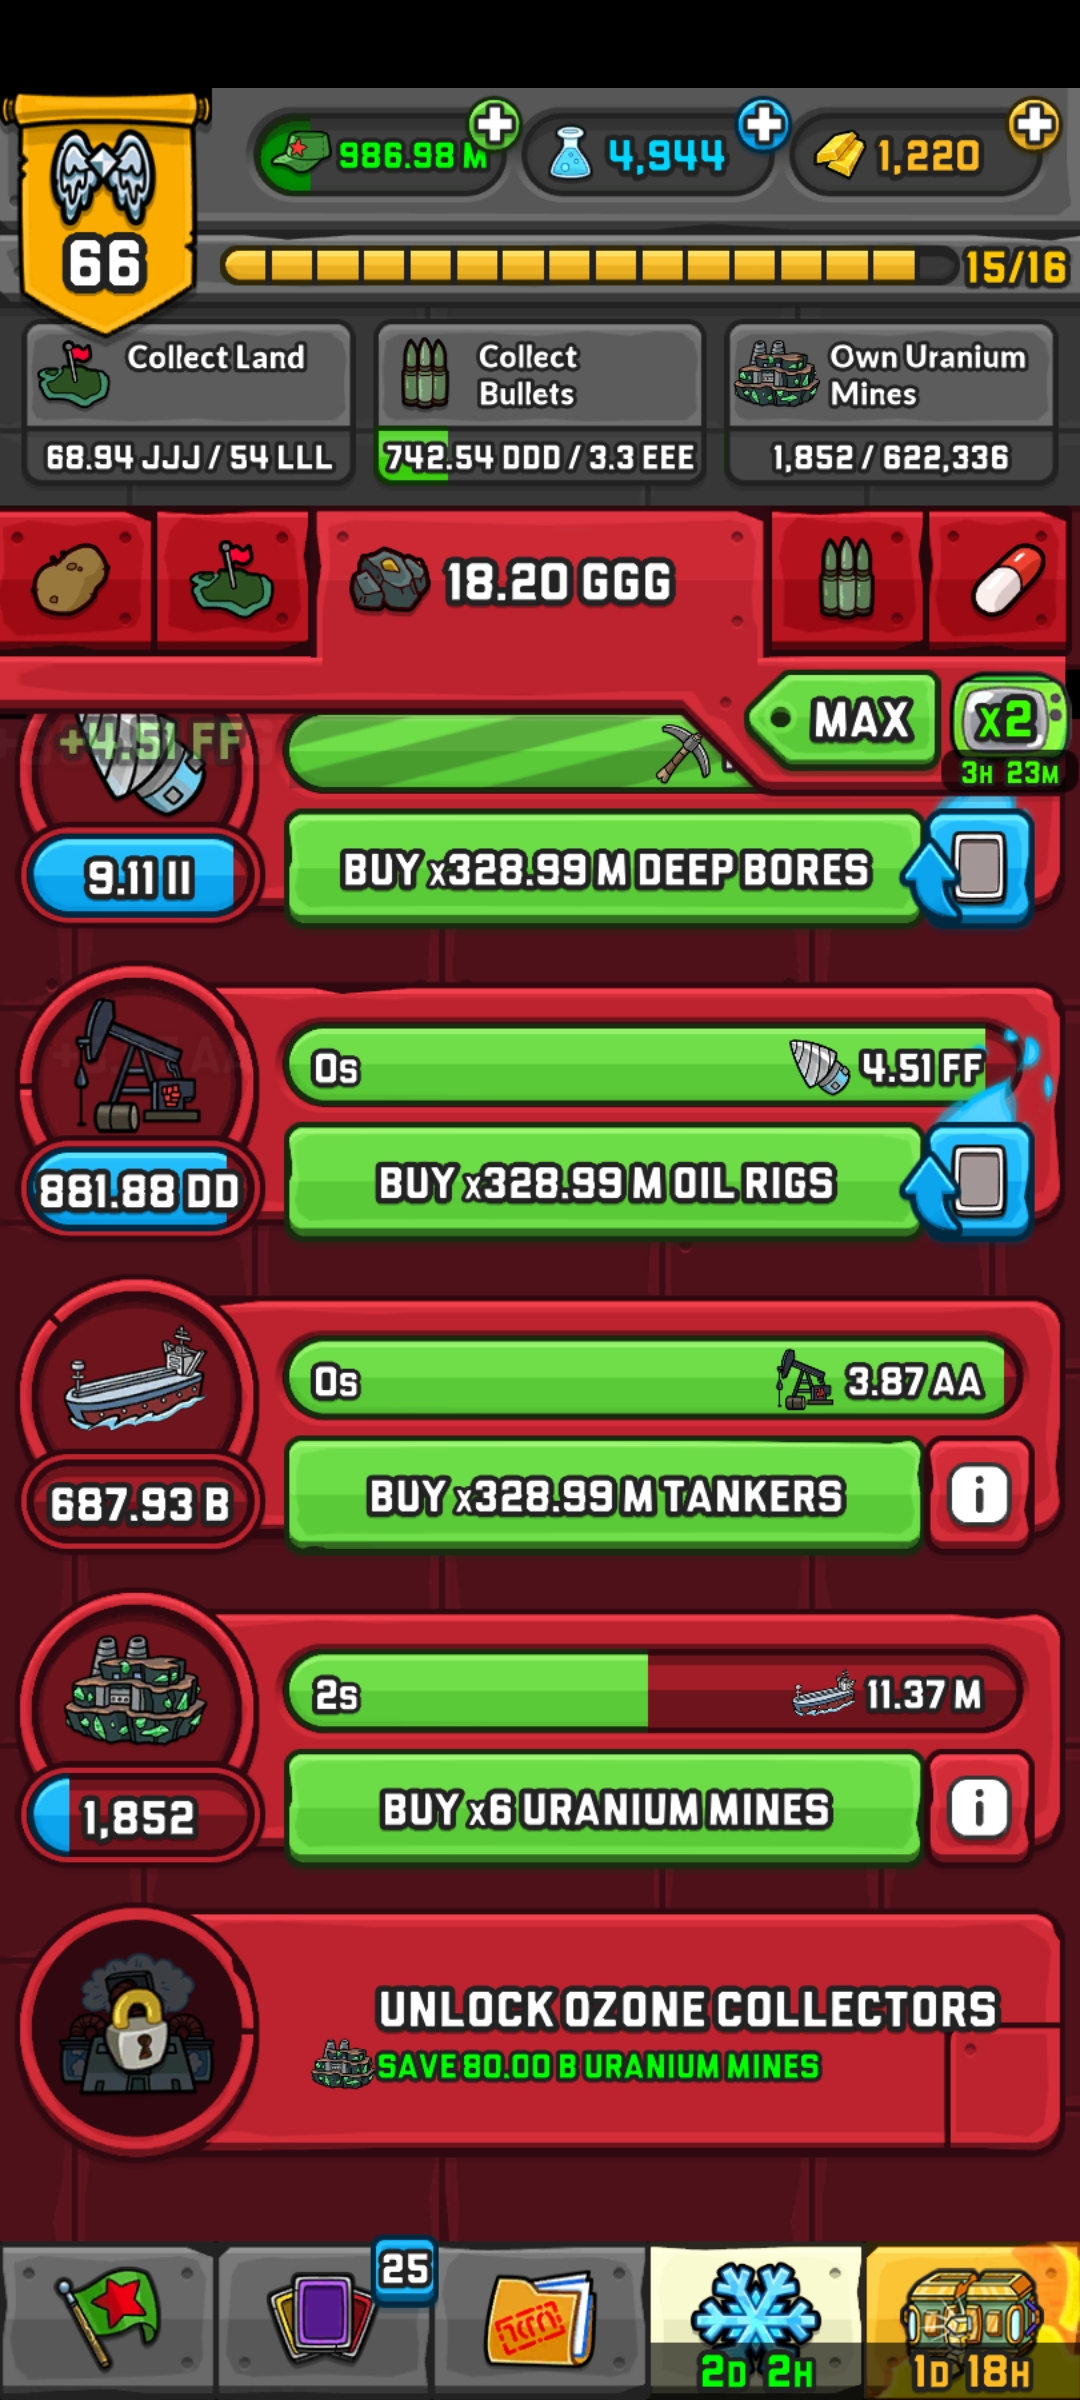 986.98 M
4,944
1,220
66
15/16
Collect Land
68.94 JJJ / 54 LLL
Collect
Bullets
742.54 DDD / 3.3 EEE
Own Uranium
Mines
1,852 / 622,336
18.20 GGG
MAX
x2
3H 23M
+4.51 FF
9.11 II
BUY x328.99 M DEEP BORES
0s
4.51 FF
881.88 DD
BUY x328.99 M OIL RIGS
0s
3.87 AA
687.93 B
BUY x328.99 M TANKERS
i
2s
11.37 M
1,852
BUY x6 URANIUM MINES
i
UNLOCK OZONE COLLECTORS
SAVE 80.00 B URANIUM MINES
25
2D 2H
1D 18H